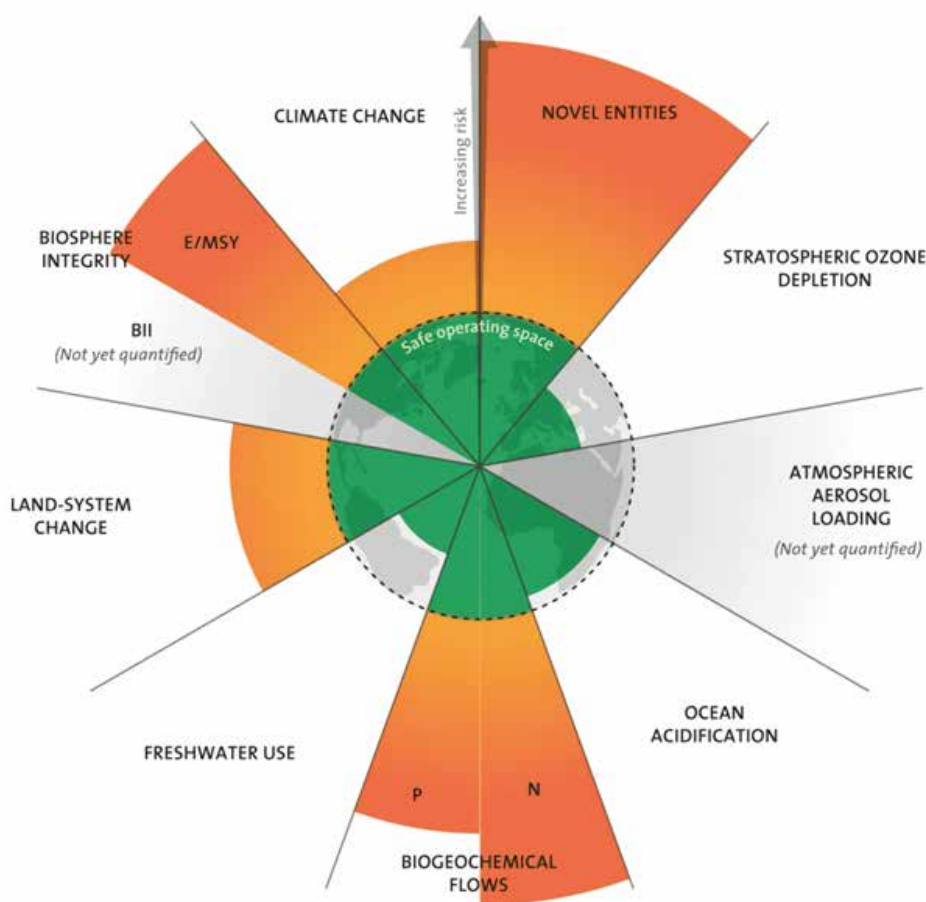 CLIMATE CHANGE
Increasing risk
NOVEL ENTITIES
STRATOSPHERIC OZONE
DEPLETION
ATMOSPHERIC
AEROSOL
LOADING
(Not yet quantified)
OCEAN
ACIDIFICATION
N
P
BIOGEOCHEMICAL
FLOWS
FRESHWATER USE
LAND-SYSTEM
CHANGE
BIOSPHERE
INTEGRITY
E/MSY
BII
(Not yet quantified)
Safe operating space